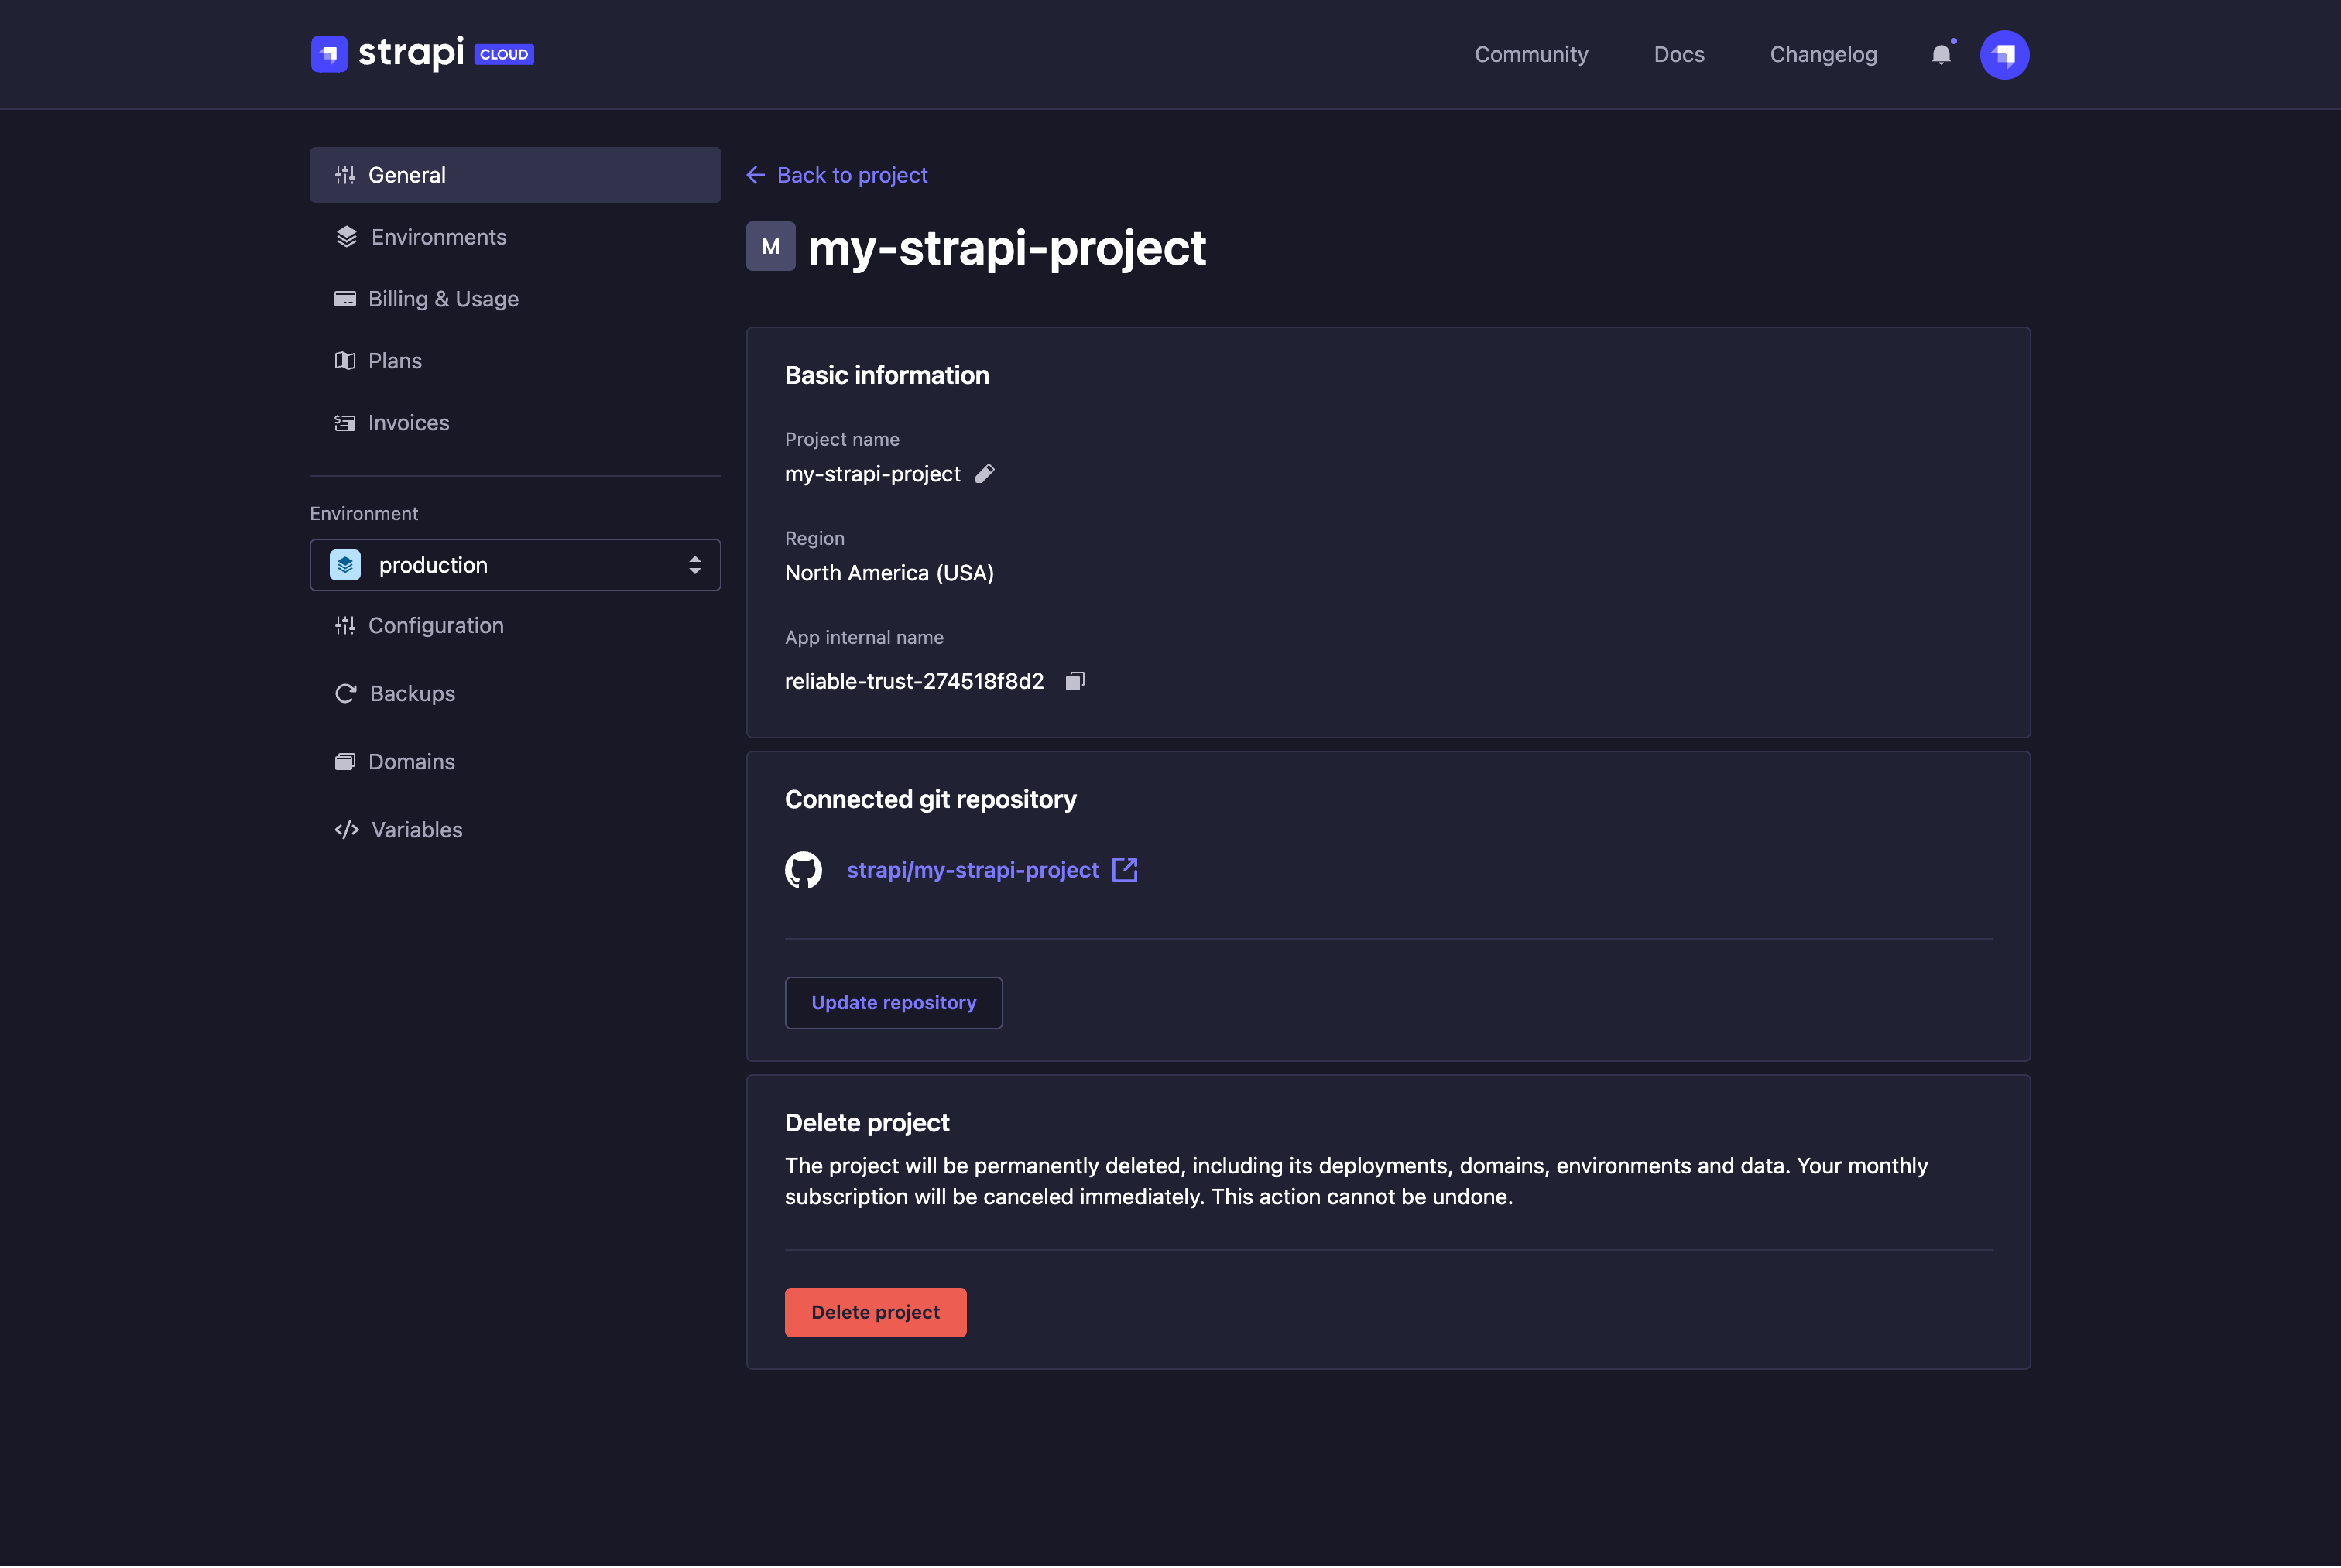 strapi CLOUD
Community Docs Changelog
General
Environments
Billing & Usage
Plans
Invoices
Environment
production
Configuration
Backups
Domains
Variables
Back to project
M my-strapi-project
Basic information
Project name
my-strapi-project
Region
North America (USA)
App internal name
reliable-trust-274518f8d2
Connected git repository
strapi/my-strapi-project
Update repository
Delete project
The project will be permanently deleted, including its deployments, domains, environments and data. Your monthly
subscription will be canceled immediately. This action cannot be undone.
Delete project